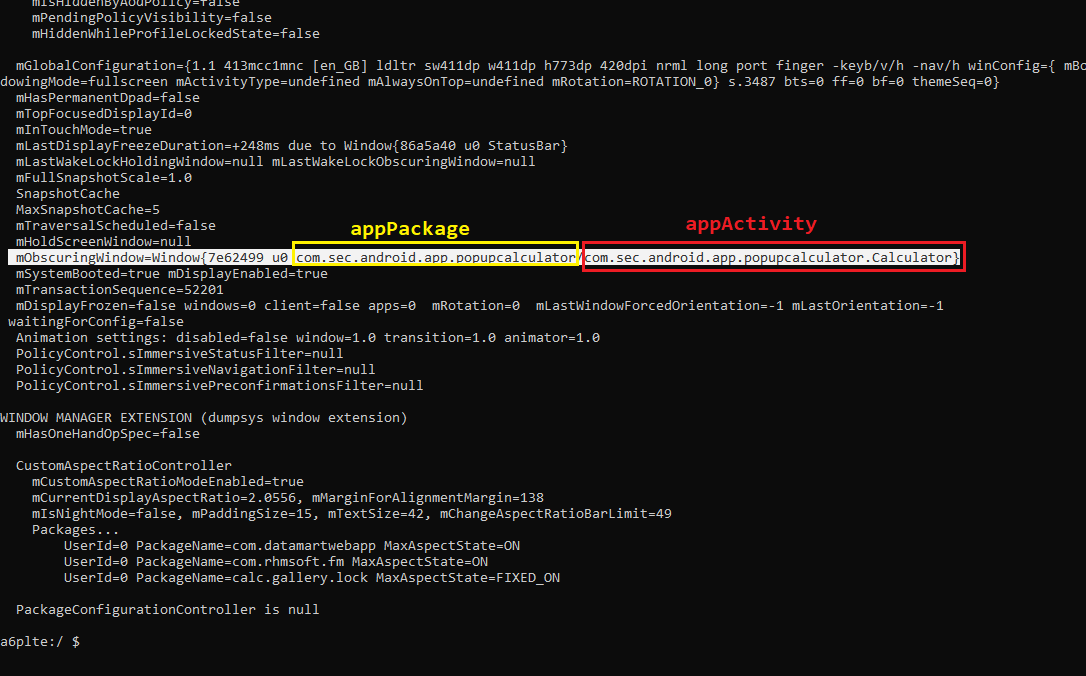 mIsHiddenByAodPolicy=false
mPendingPolicyVisibility=false
mHiddenWhileProfileLockedState=false
mGlobalConfiguration={1.1 413mcc1mnc [en_GB] ldltr sw411dp w411dp h773dp 420dpi nrml long port finger -keyb/v/h -nav/h winConfig={ mBo
dowingMode=fullscreen mActivityType=undefined mAlwaysOnTop=undefined mRotation=ROTATION_0} s.3487 bts=0 ff=0 bf=0 themeSeq=0}
mHasPermanentDpad=false
mTopFocusedDisplayId=0
mInTouchMode=true
mLastDisplayFreezeDuration=+248ms due to Window{86a5a40 u0 StatusBar}
mLastWakeLockHoldingWindow=null mLastWakeLockObscuringWindow=null
mFullSnapshotScale=1.0
SnapshotCache
MaxSnapshotCache=5
mTraversalScheduled=false
appPackage appActivity
mHoldScreenWindow=null
mObscuringWindow=Window{7e62499 u0 com.sec.android.app.popupcalculator/com.sec.android.app.popupcalculator.Calculator}
mSystemBooted=true mDisplayEnabled=true
mTransactionSequence=52201
mDisplayFrozen=false windows=0 client=false apps=0  mRotation=0  mLastWindowForcedOrientation=-1 mLastOrientation=-1
waitingForConfig=false
Animation settings: disabled=false window=1.0 transition=1.0 animator=1.0
PolicyControl.sImmersiveStatusFilter=null
PolicyControl.sImmersiveNavigationFilter=null
PolicyControl.sImmersivePreconfirmationsFilter=null
WINDOW MANAGER EXTENSION (dumpsys window extension)
mHasOneHandOpSpec=false
CustomAspectRatioController
mCustomAspectRatioModeEnabled=true
mCurrentDisplayAspectRatio=2.0556, mMarginForAlignmentMargin=138
mIsNightMode=false, mPaddingSize=15, mTextSize=42, mChangeAspectRatioBarLimit=49
Packages...
UserId=0 PackageName=com.datamartwebapp MaxAspectState=ON
UserId=0 PackageName=com.rhmsoft.fm MaxAspectState=ON
UserId=0 PackageName=calc.gallery.lock MaxAspectState=FIXED_ON
PackageConfigurationController is null
a6plte:/ $